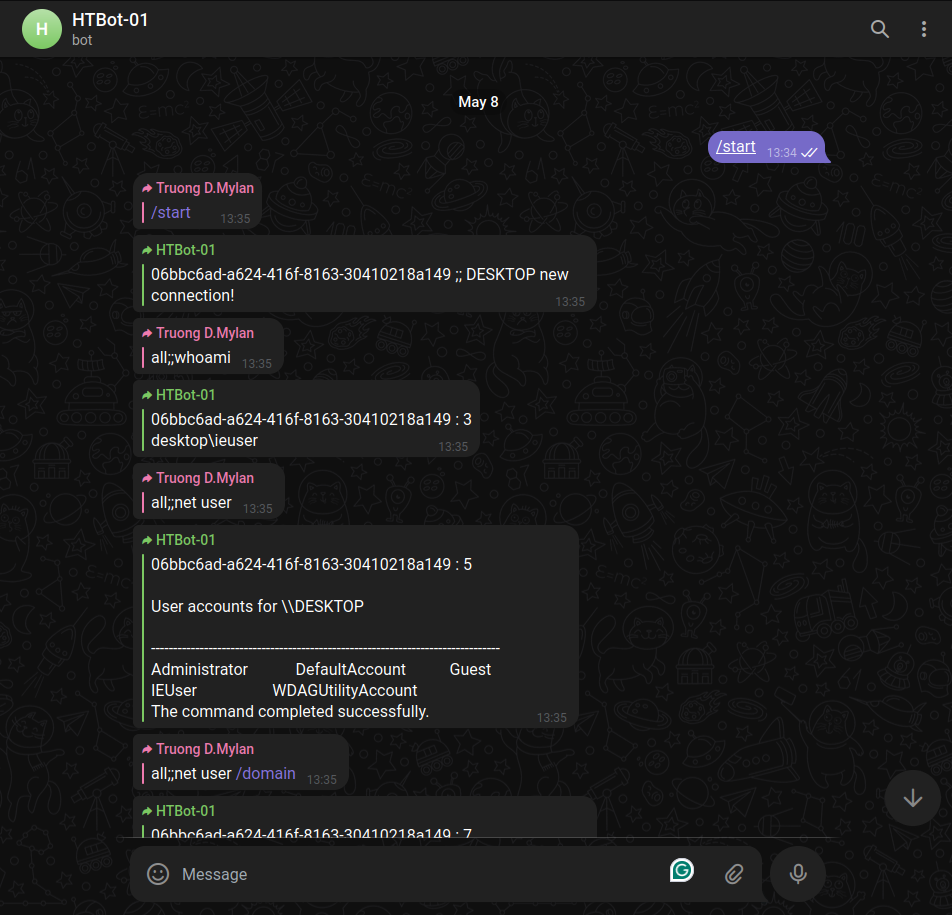 H
HTBot-01
bot
May 8
/start 13:34
Truong D.Mylan
/start 13:35
HTBot-01
06bbc6ad-a624-416f-8163-30410218a149 ;; DESKTOP new
connection! 13:35
Truong D.Mylan
all;;whoami 13:35
HTBot-01
06bbc6ad-a624-416f-8163-30410218a149 : 3
desktop\ieuser 13:35
Truong D.Mylan
all;;net user 13:35
HTBot-01
06bbc6ad-a624-416f-8163-30410218a149 : 5
User accounts for \\DESKTOP
-------------------------------------------------------------------------------
Administrator DefaultAccount Guest
IEUser WDAGUtilityAccount
The command completed successfully. 13:35
Truong D.Mylan
all;;net user /domain 13:35
HTBot-01
06bbc6ad-a624-416f-8163-30410218a149 : 7
Message